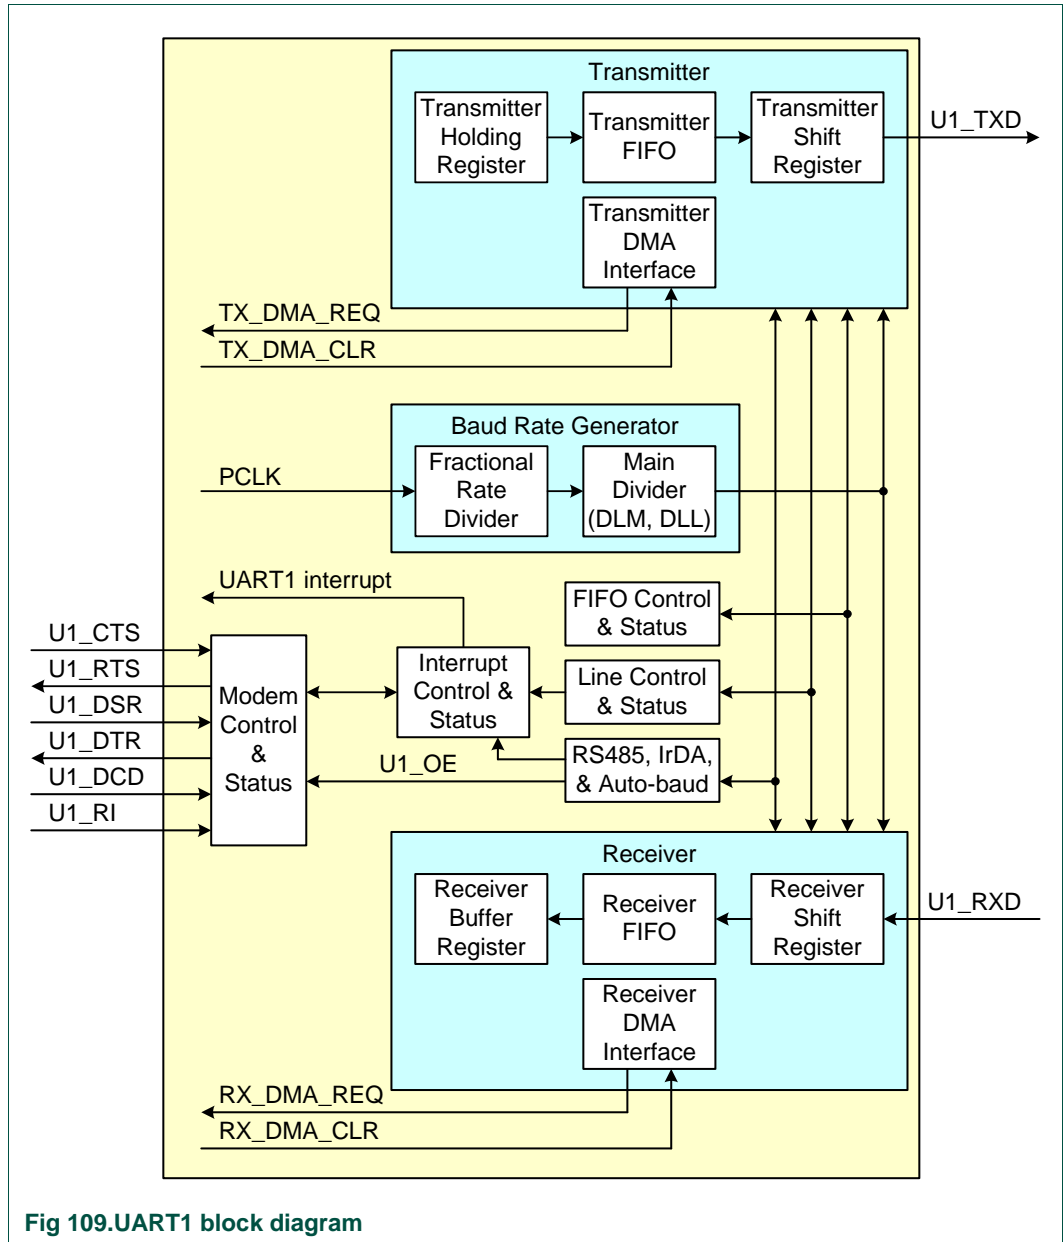 Transmitter
Transmitter
Holding
Register
Transmitter
FIFO
Transmitter
Shift
Register
U1_TXD
Transmitter
DMA
Interface
TX_DMA_REQ
TX_DMA_CLR
Baud Rate Generator
PCLK
Fractional
Rate
Divider
Main
Divider
(DLM, DLL)
UART1 interrupt
FIFO Control
& Status
U1_CTS
U1_RTS
U1_DSR
U1_DTR
U1_DCD
U1_RI
Modem
Control
&
Status
Interrupt
Control &
Status
Line Control
& Status
U1_OE
RS485, IrDA,
& Auto-baud
Receiver
Receiver
Buffer
Register
Receiver
FIFO
Receiver
Shift
Register
U1_RXD
Receiver
DMA
Interface
RX_DMA_REQ
RX_DMA_CLR
Fig 109.UART1 block diagram